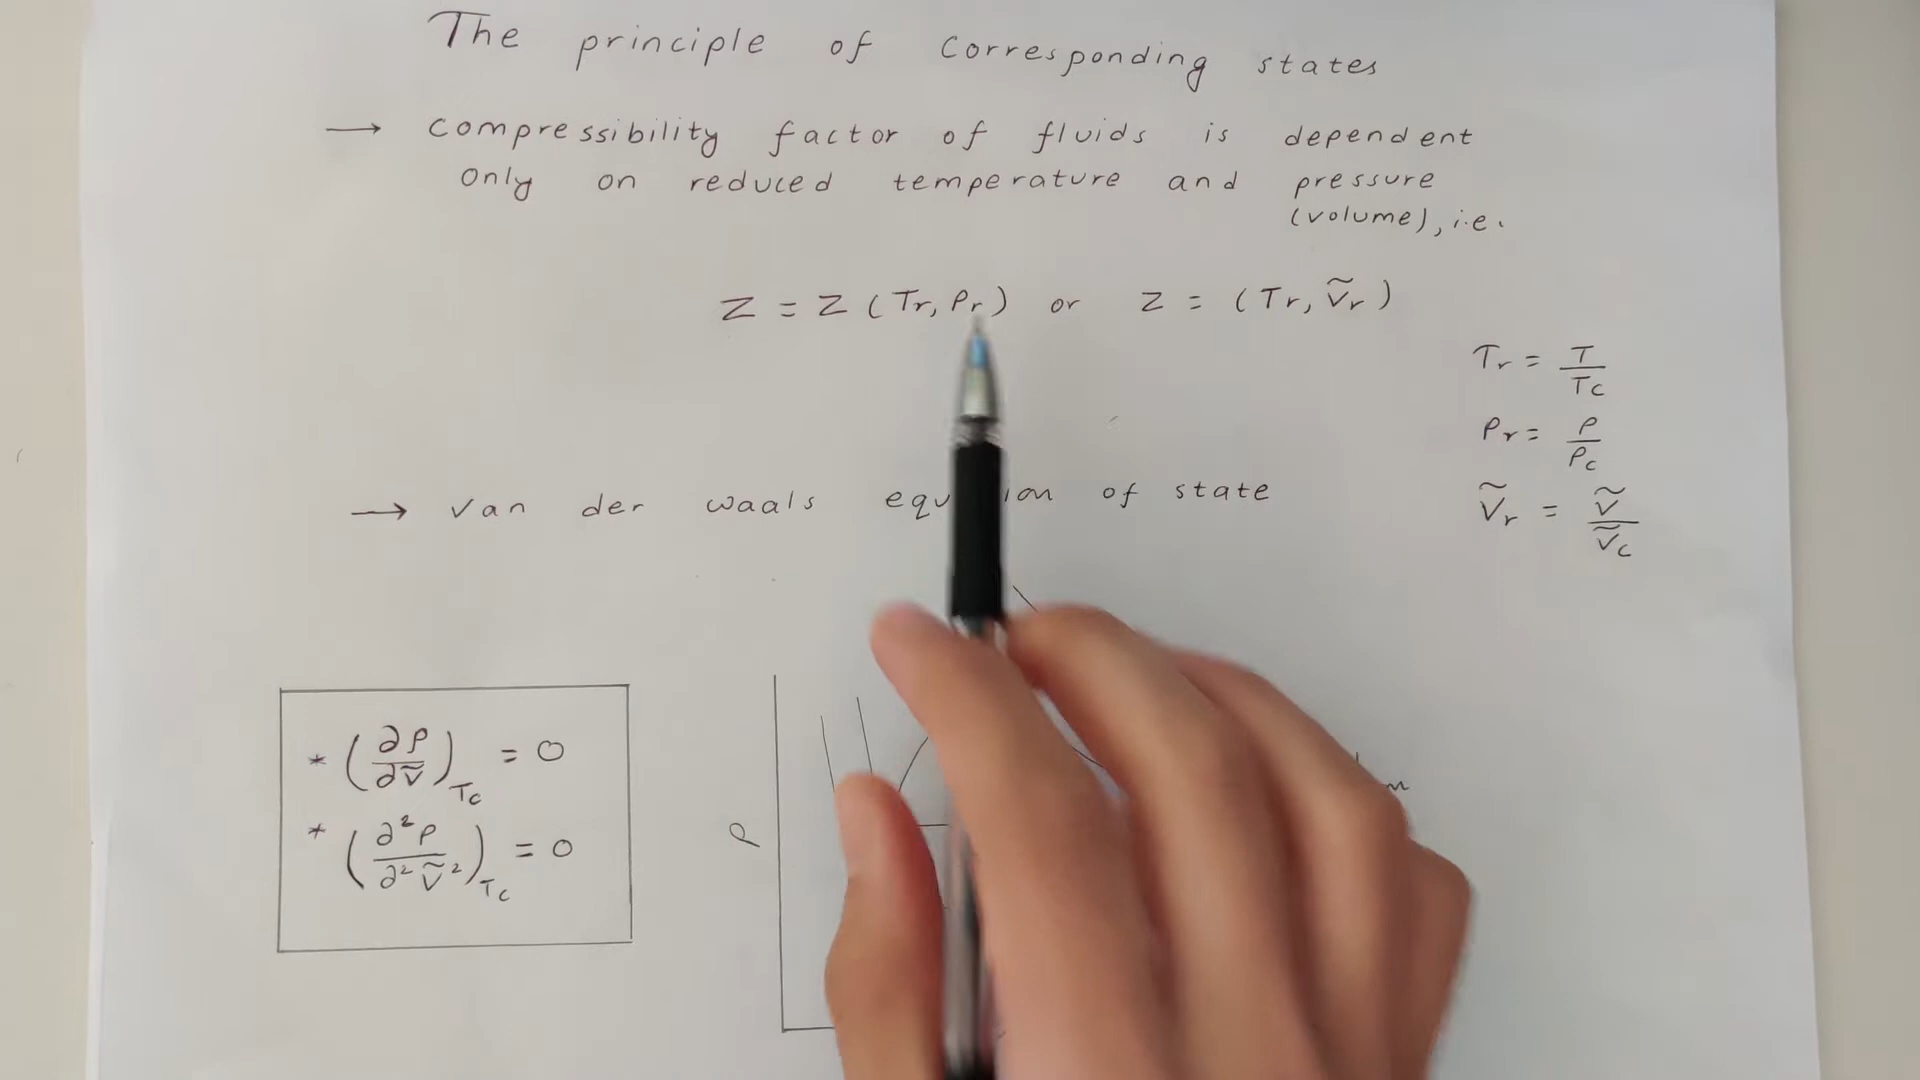 The principle of corresponding states
→ compressibility factor of fluids is dependent
only on reduced temperature and pressure
(volume), i.e.
Z = Z (Tr, Pr) or Z = (Tr, Ṽr)
Tr = T/Tc
Pr = P/Pc
Ṽr = Ṽ/Ṽc
→ van der waals of state
* (∂P/∂Ṽ)Tc = 0
* (∂²P/∂²Ṽ²)Tc = 0
P